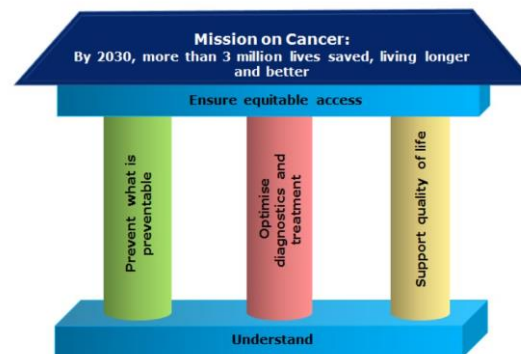 Mission on Cancer:
By 2030, more than 3 million lives saved, living longer
and better
Ensure equitable access
Prevent what is
preventable
Optimise
diagnostics and
treatment
Support quality of life
Understand